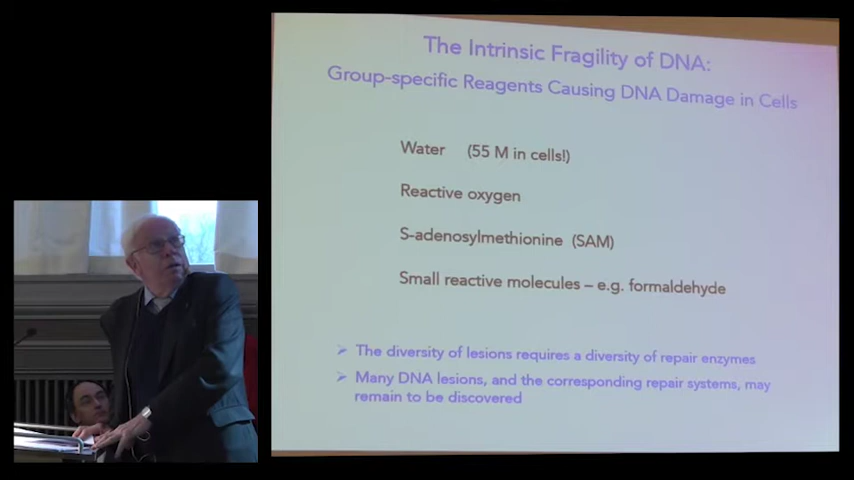 The Intrinsic Fragility of DNA:
Group-specific Reagents Causing DNA Damage in Cells
Water (55 M in cells!)
Reactive oxygen
S-adenosylmethionine (SAM)
Small reactive molecules – e.g. formaldehyde
➢ The diversity of lesions requires a diversity of repair enzymes
➢ Many DNA lesions, and the corresponding repair systems, may
remain to be discovered